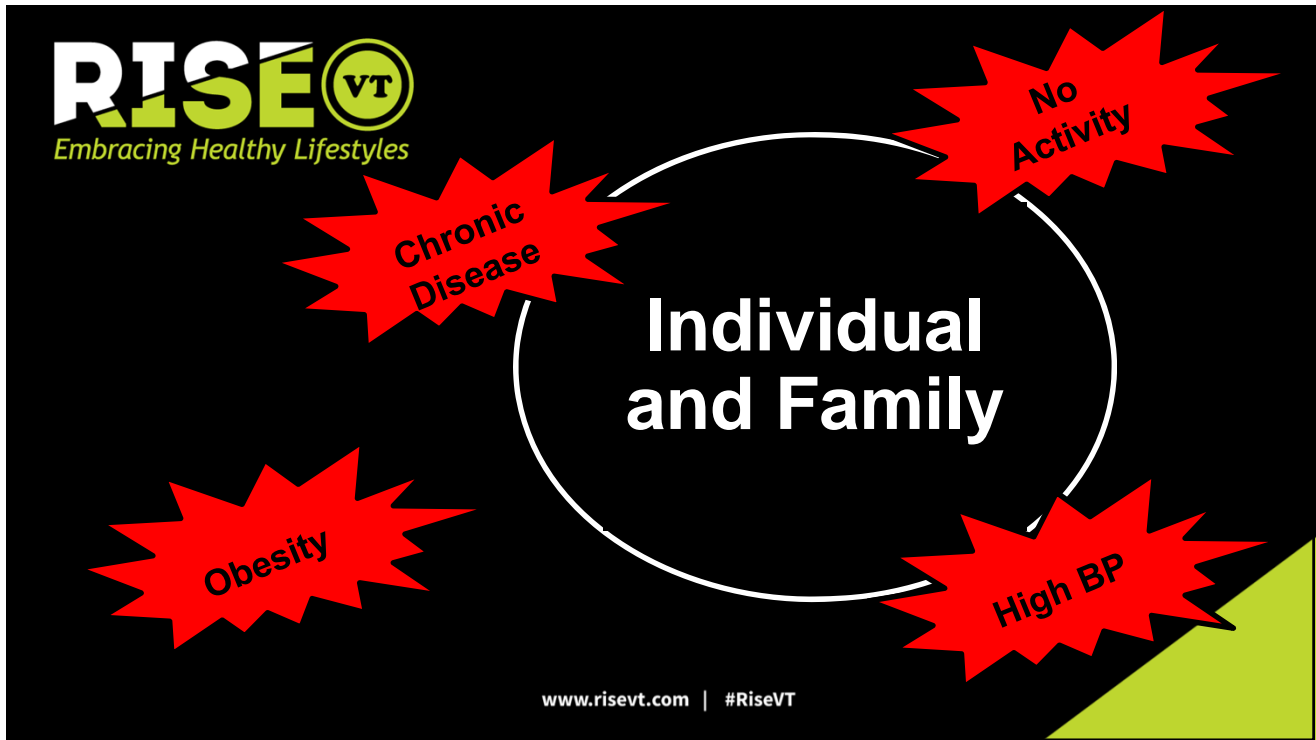 RISE VT
Embracing Healthy Lifestyles
No
Activity
Chronic
Disease
Individual
and Family
Obesity
High BP
www.risevt.com | #RiseVT